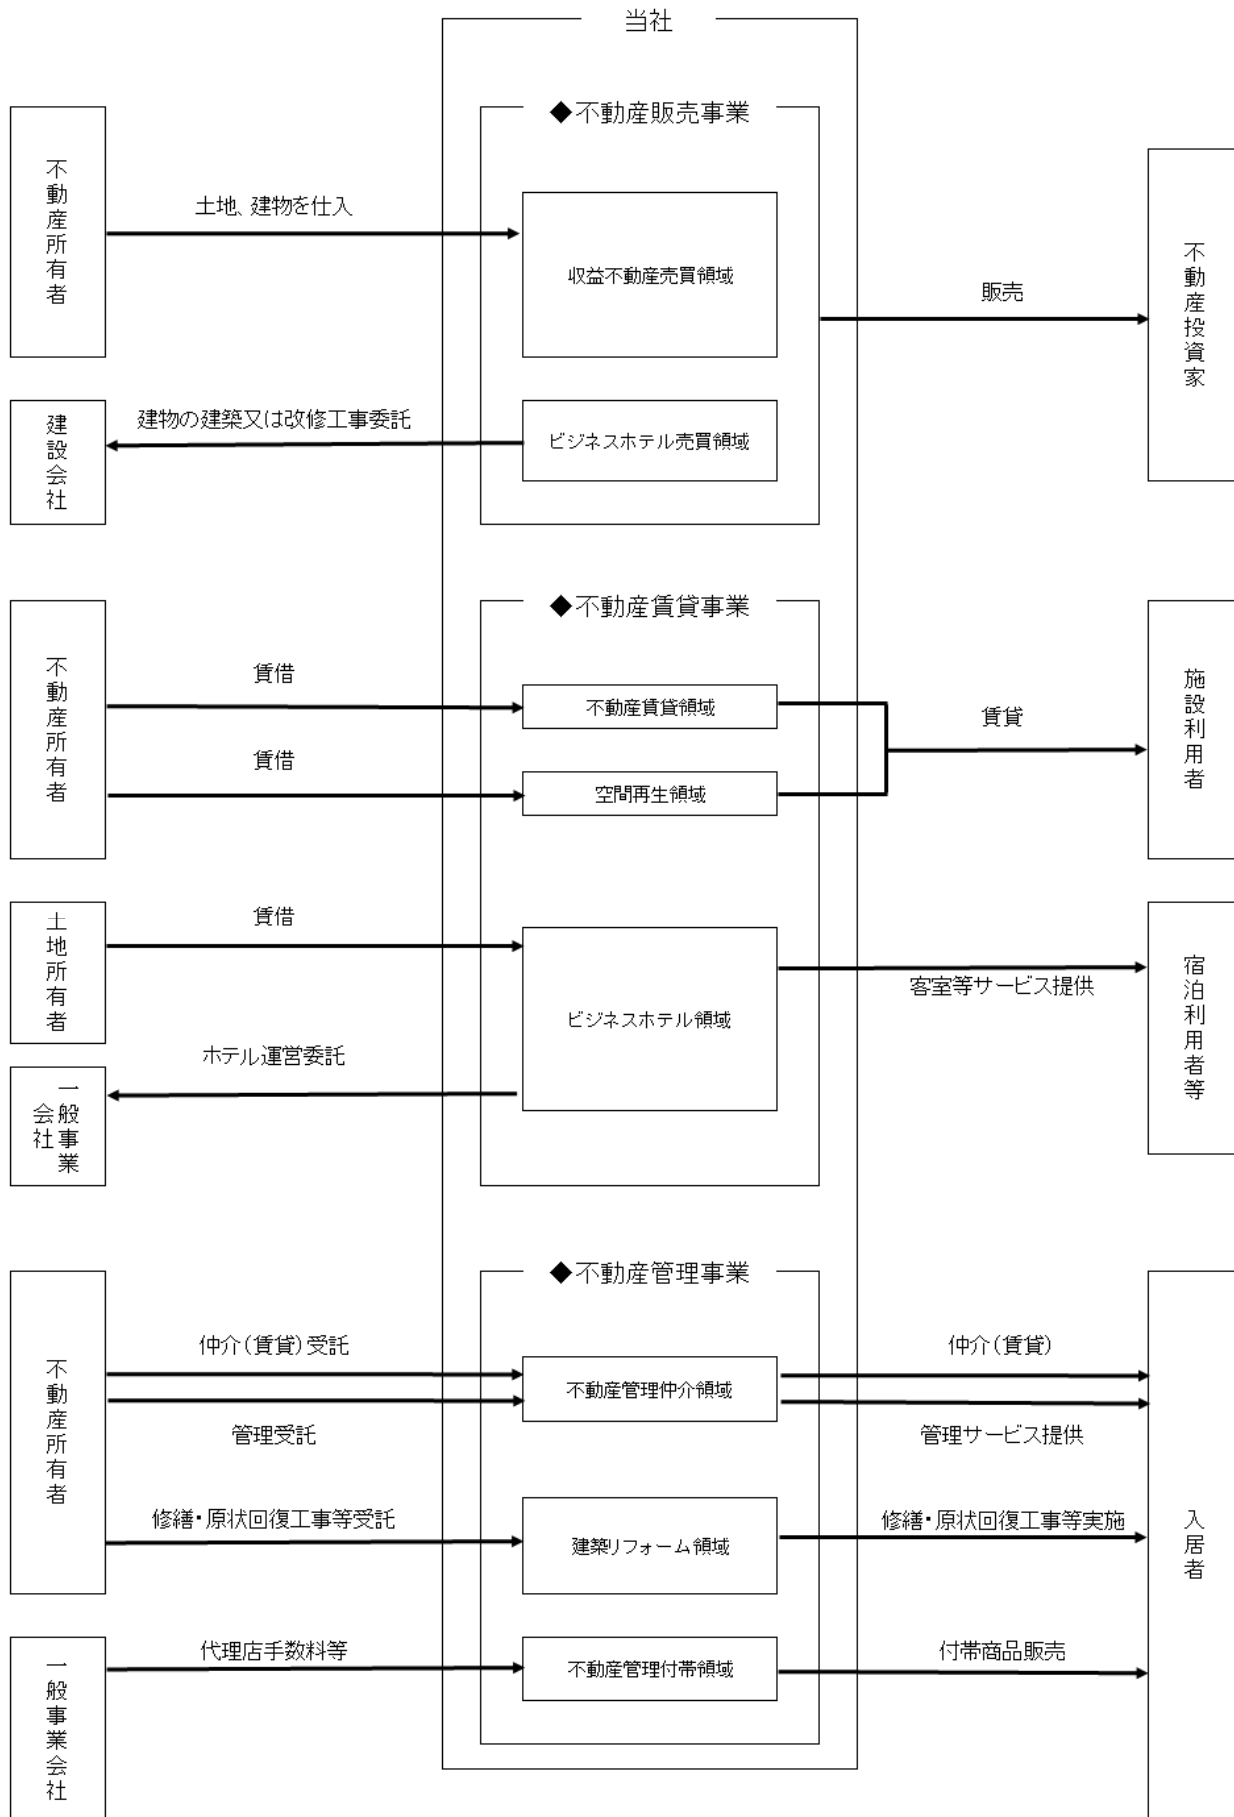 当社
◆不動産販売事業
不動産所有者
土地、建物を仕入
収益不動産売買領域
販売
不動産投資家
建設会社
建物の建築又は改修工事委託
ビジネスホテル売買領域
◆不動産賃貸事業
不動産所有者
賃借
不動産賃貸領域
賃借
空間再生領域
賃貸
施設利用者
土地所有者
賃借
ビジネスホテル領域
客室等サービス提供
宿泊利用者等
ホテル運営委託
一般事業
会社
◆不動産管理事業
不動産所有者
仲介(賃貸)受託
管理受託
不動産管理仲介領域
仲介(賃貸)
管理サービス提供
修繕・原状回復工事等受託
建築リフォーム領域
修繕・原状回復工事等実施
入居者
一般事業会社
代理店手数料等
不動産管理付帯領域
付帯商品販売